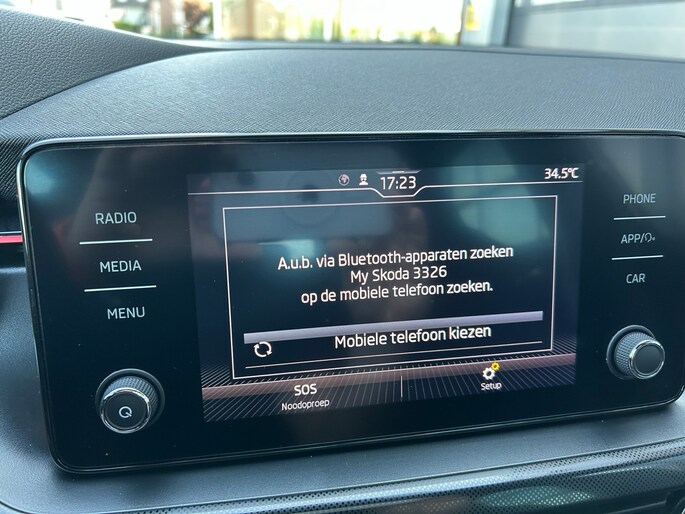 17:23
34.5°C
RADIO
MEDIA
MENU
PHONE
APP/
CAR
A.u.b. via Bluetooth-apparaten zoeken
My Skoda 3326
op de mobiele telefoon zoeken.
Mobiele telefoon kiezen
SOS
Noodoproep
Setup